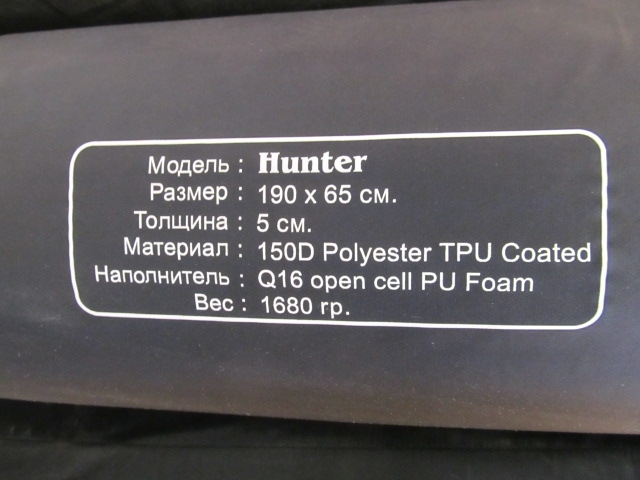 Модель : Hunter
Размер : 190 x 65 см.
Толщина : 5 см.
Материал : 150D Polyester TPU Coated
Наполнитель : Q16 open cell PU Foam
Вес : 1680 гр.